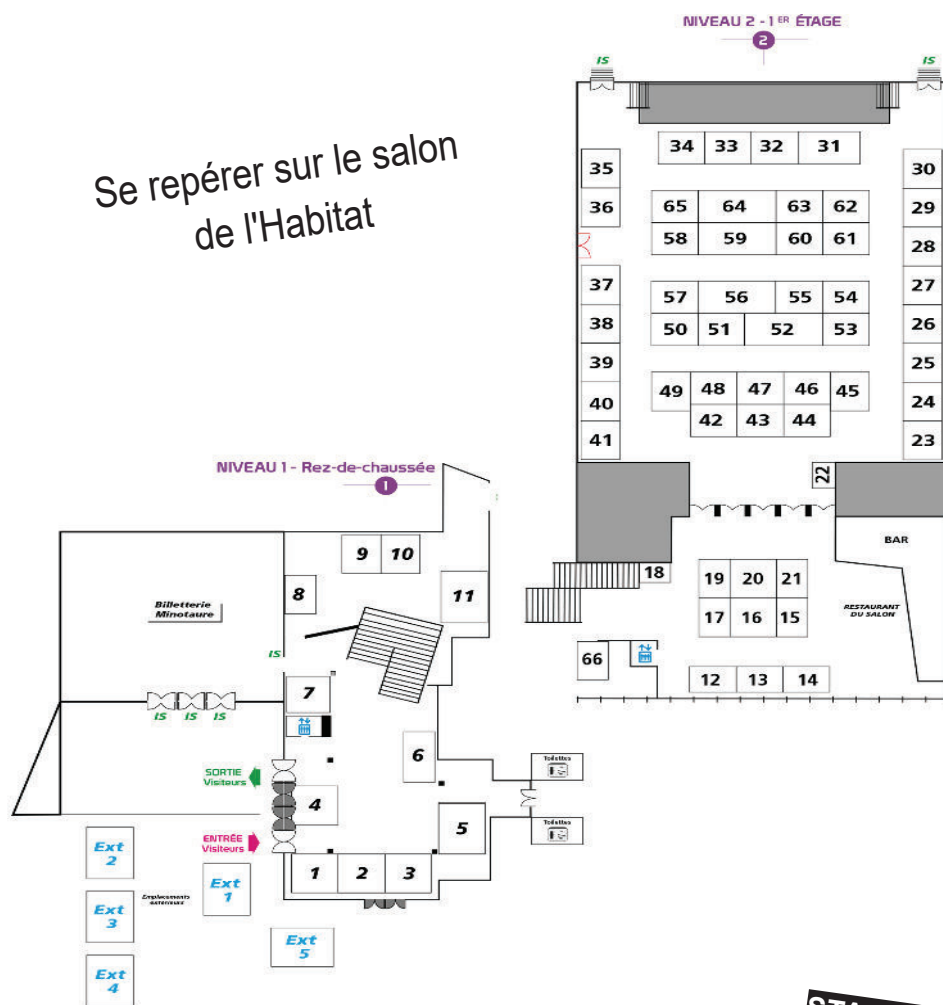 NIVEAU 2 - 1ER ÉTAGE
2
IS IS
Se repérer sur le salon
de l'Habitat
34 33 32 31
35 30
36 65 64 63 62 29
58 59 60 61 28
37 57 56 55 54 27
38 50 51 52 53 26
39 25
49 48 47 46 45
40 42 43 44 24
41 23
22
BAR
18 19 20 21
17 16 15
RESTAURANT
DU SALON
66
12 13 14
NIVEAU 1 - Rez-de-chaussée
1
9 10
8 11
Billetterie
Minotaure
IS
7
IS IS IS
6
SORTIE
Visiteurs
4
5
ENTRÉE
Visiteurs
1 2 3
Toilettes
Toilettes
Ext
2
Ext
1
Emplacements
extérieurs
Ext
3
Ext
5
Ext
4